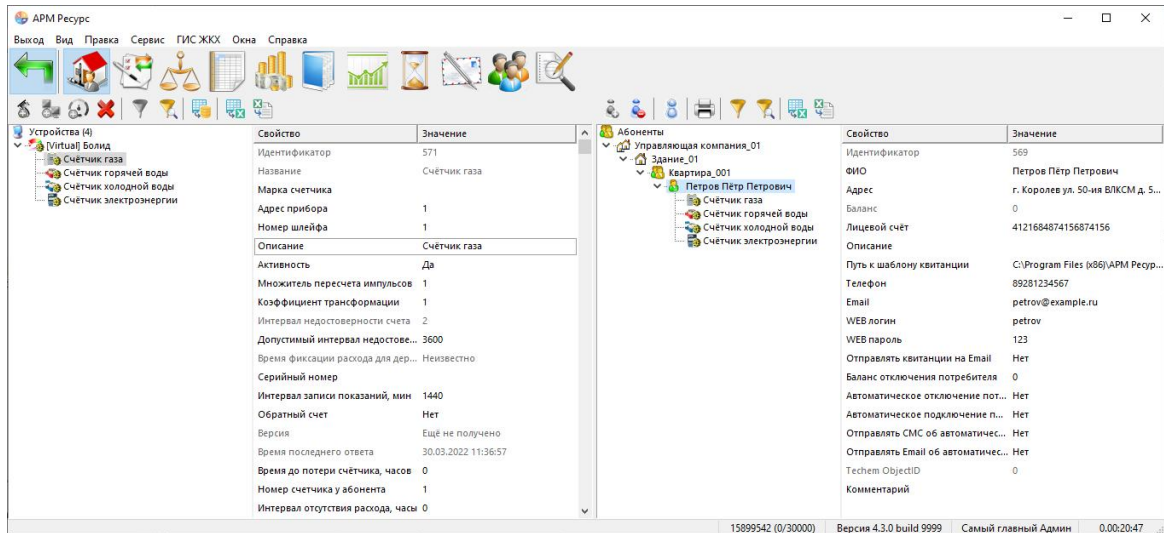 АРМ Ресурс
Выход Вид Правка Сервис ГИС ЖКХ Окна Справка
Устройства (4)
[Virtual] Болид
Счётчик газа
Счётчик горячей воды
Счётчик холодной воды
Счётчик электроэнергии
Свойство Значение
Идентификатор 571
Название Счётчик газа
Марка счетчика
Адрес прибора 1
Номер шлейфа 1
Описание Счётчик газа
Активность Да
Множитель пересчета импульсов 1
Коэффициент трансформации 1
Интервал недостоверности счета 2
Допустимый интервал недостове... 3600
Время фиксации расхода для дер... Неизвестно
Серийный номер
Интервал записи показаний, мин 1440
Обратный счет Нет
Версия Ещё не получено
Время последнего ответа 30.03.2022 11:36:57
Время до потери счётчика, часов 0
Номер счетчика у абонента 1
Интервал отсутствия расхода, часы 0
Абоненты
Управляющая компания_01
Здание_01
Квартира_001
Петров Пётр Петрович
Счётчик газа
Счётчик горячей воды
Счётчик холодной воды
Счётчик электроэнергии
Свойство Значение
Идентификатор 569
ФИО Петров Пётр Петрович
Адрес г. Королев ул. 50-ия ВЛКСМ д. 5...
Баланс 0
Лицевой счёт 4121684874156874156
Описание
Путь к шаблону квитанции C:\Program Files (x86)\АРМ Ресур...
Телефон 89281234567
Email petrov@example.ru
WEB логин petrov
WEB пароль 123
Отправлять квитанции на Email Нет
Баланс отключения потребителя 0
Автоматическое отключение пот... Нет
Автоматическое подключение п... Нет
Отправлять СМС об автоматичес... Нет
Отправлять Email об автоматичес... Нет
Techem ObjectID 0
Комментарий
15899542 (0/30000) Версия 4.3.0 build 9999 Самый главный Админ 0.00:20:47